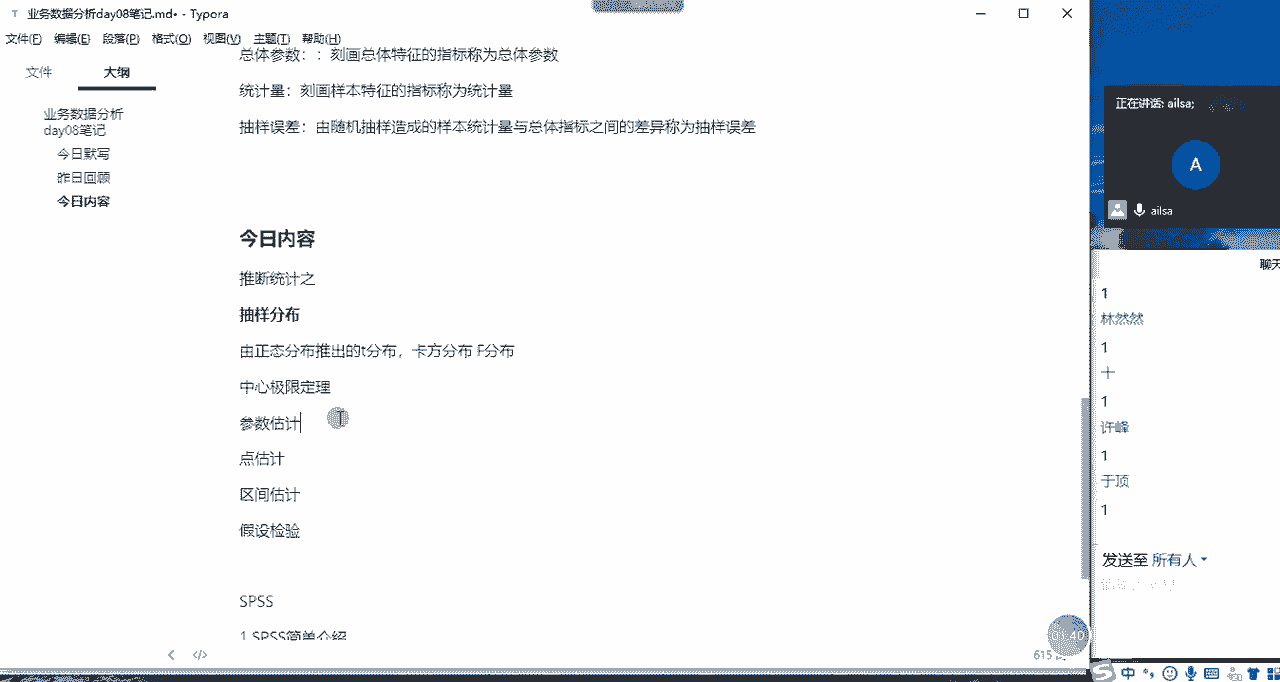 业务数据分析day08笔记.md• - Typora
文件(F) 编辑(E) 段落(P) 格式(O) 视图(V) 主题(T) 帮助(H)
文件 大纲
业务数据分析
day08笔记
今日默写
昨日回顾
今日内容
总体参数：：刻画总体特征的指标称为总体参数
统计量：刻画样本特征的指标称为统计量
抽样误差：由随机抽样造成的样本统计量与总体指标之间的差异称为抽样误差
今日内容
推断统计之
抽样分布
由正态分布推出的t分布，卡方分布 F分布
中心极限定理
参数估计
点估计
区间估计
假设检验
SPSS
1.SPSS简单介绍
615
01:40
正在讲话: ailsa;
A
ailsa
聊天
1
林然然
1
十
1
许峰
1
于顶
1
发送至 所有人
中